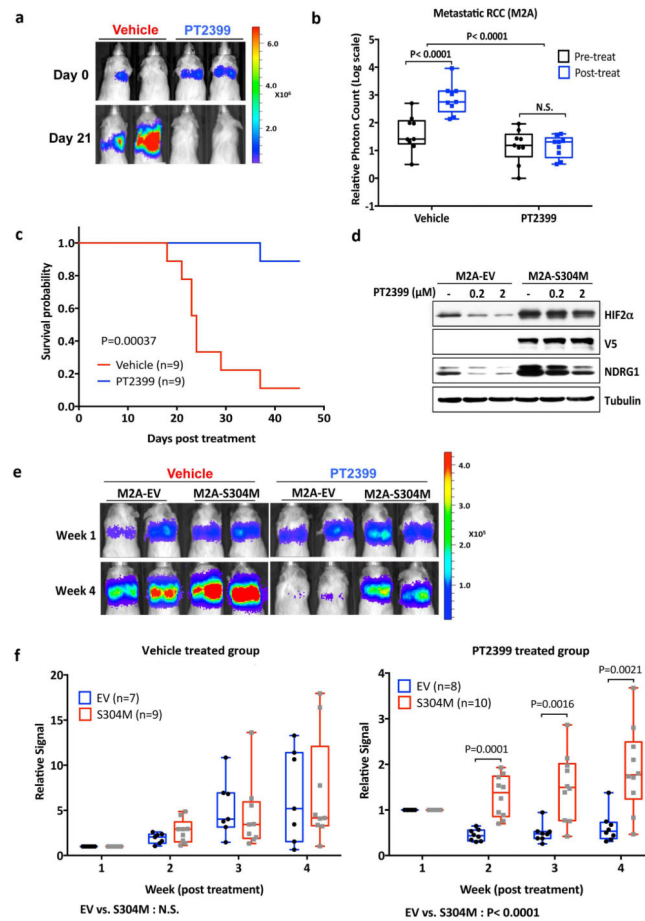 a
Vehicle PT2399
Day 0
Day 21
6.0
4.0
2.0
X10⁶
b
Metastatic RCC (M2A)
P< 0.0001
P< 0.0001
N.S.
Pre-treat
Post-treat
Relative Photon Count (Log scale)
5
4
3
2
1
0
-1
Vehicle PT2399
c
Survival probability
1.0
0.8
0.6
0.4
0.2
0.0
P=0.00037
Vehicle (n=9)
PT2399 (n=9)
0 10 20 30 40 50
Days post treatment
d
M2A-EV M2A-S304M
PT2399 (μM) - 0.2 2 - 0.2 2
HIF2α
V5
NDRG1
Tubulin
e
Vehicle PT2399
M2A-EV M2A-S304M M2A-EV M2A-S304M
Week 1
Week 4
4.0
3.0
2.0
1.0
X10⁵
f
Vehicle treated group
EV (n=7)
S304M (n=9)
Relative Signal
20
15
10
5
0
1 2 3 4
Week (post treatment)
EV vs. S304M : N.S.
PT2399 treated group
EV (n=8)
S304M (n=10)
P=0.0001
P=0.0016
P=0.0021
Relative Signal
4
3
2
1
0
1 2 3 4
Week (post treatment)
EV vs. S304M : P< 0.0001